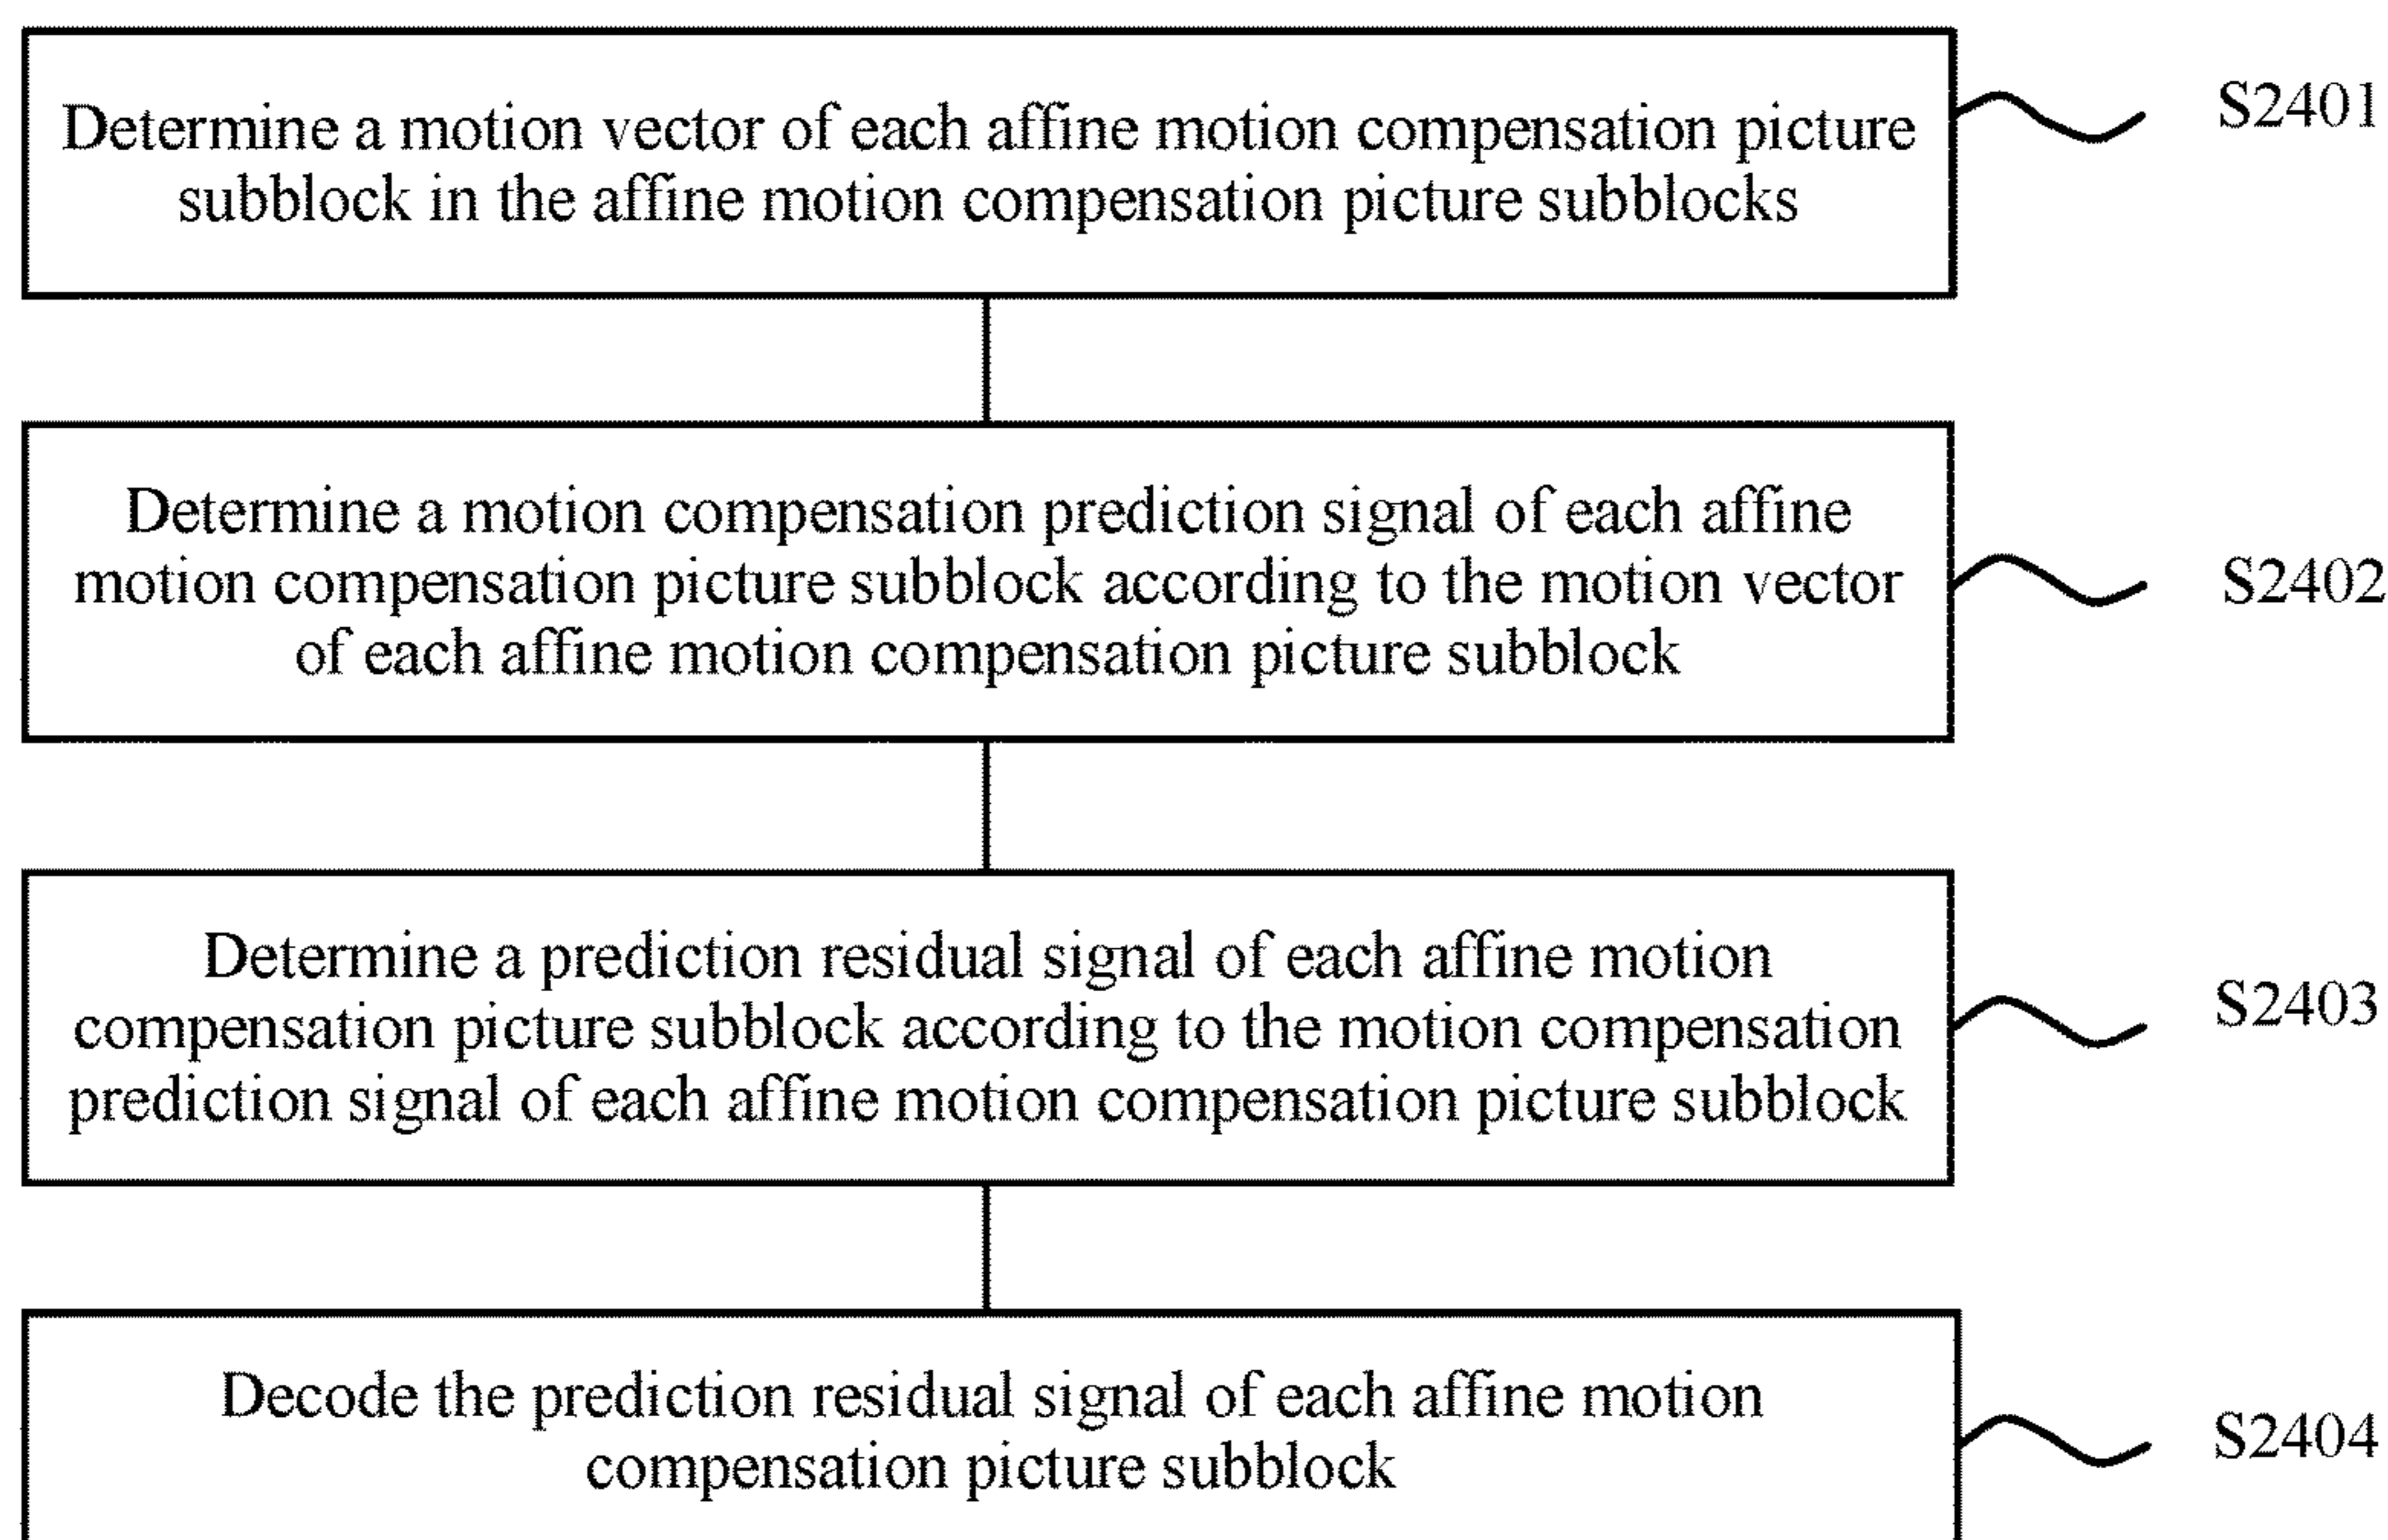 Determine a motion vector of each affine motion compensation picture
subblock in the affine motion compensation picture subblocks
S2401
Determine a motion compensation prediction signal of each affine
motion compensation picture subblock according to the motion vector
of each affine motion compensation picture subblock
S2402
Determine a prediction residual signal of each affine motion
compensation picture subblock according to the motion compensation
prediction signal of each affine motion compensation picture subblock
S2403
Decode the prediction residual signal of each affine motion
compensation picture subblock
S2404